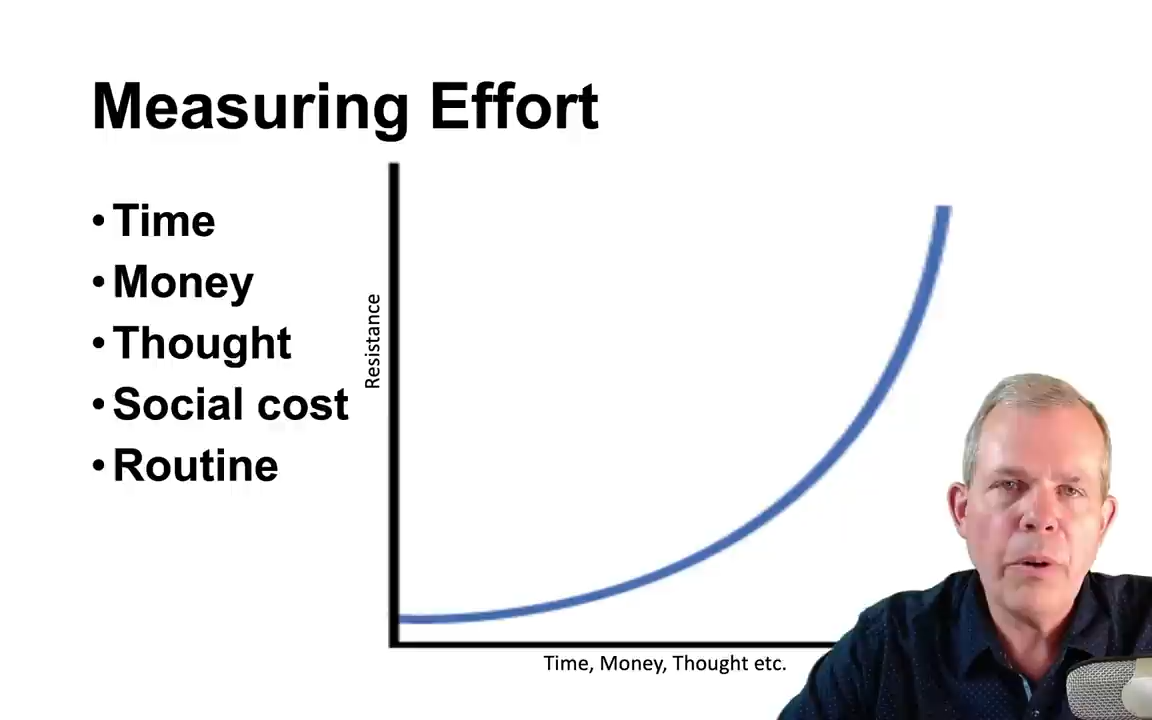 Measuring Effort
• Time
• Money
• Thought
• Social cost
• Routine
Resistance
Time, Money, Thought etc.